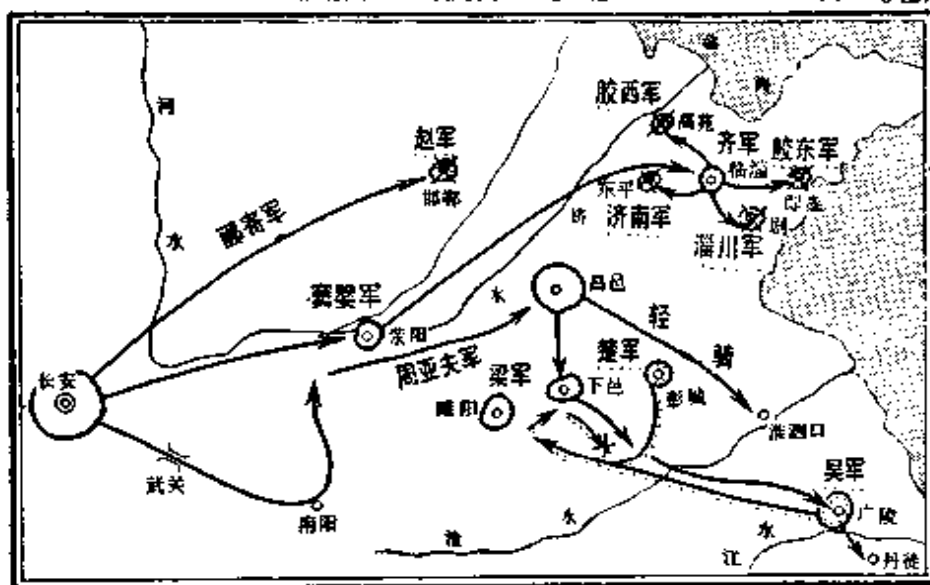 河
水
胶西军
高苑
齐军
临淄
胶东军
即墨
赵军
邯郸
东平
济南军
济
水
剧
淄川军
郦寄军
窦婴军
荥阳
昌邑
轻
骑
周亚夫军
长安
梁军
睢阳
下邑
楚军
彭城
淮泗口
武关
南阳
吴军
广陵
淮
水
江
水
丹徒